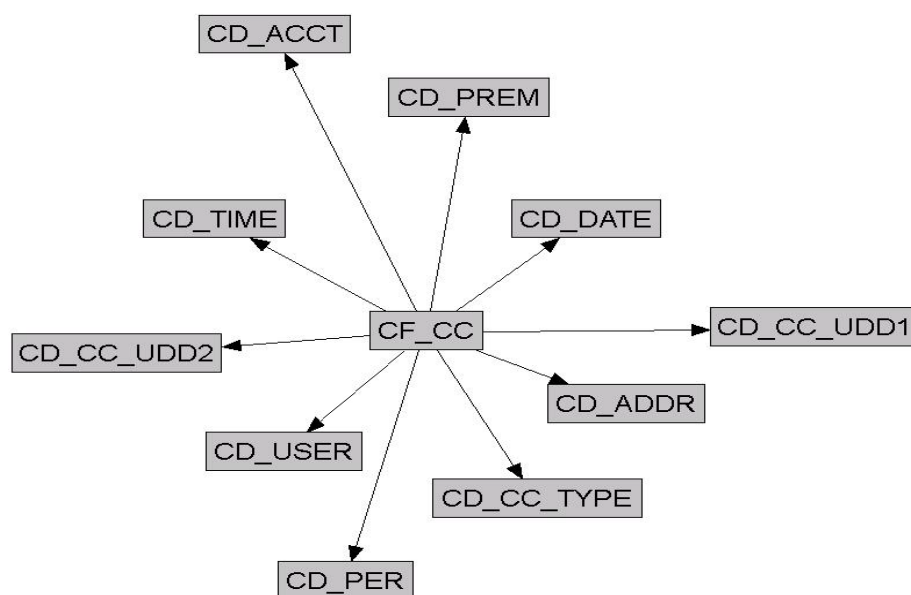 CD_ACCT
CD_PREM
CD_TIME
CD_DATE
CF_CC
CD_CC_UDD1
CD_CC_UDD2
CD_ADDR
CD_USER
CD_CC_TYPE
CD_PER